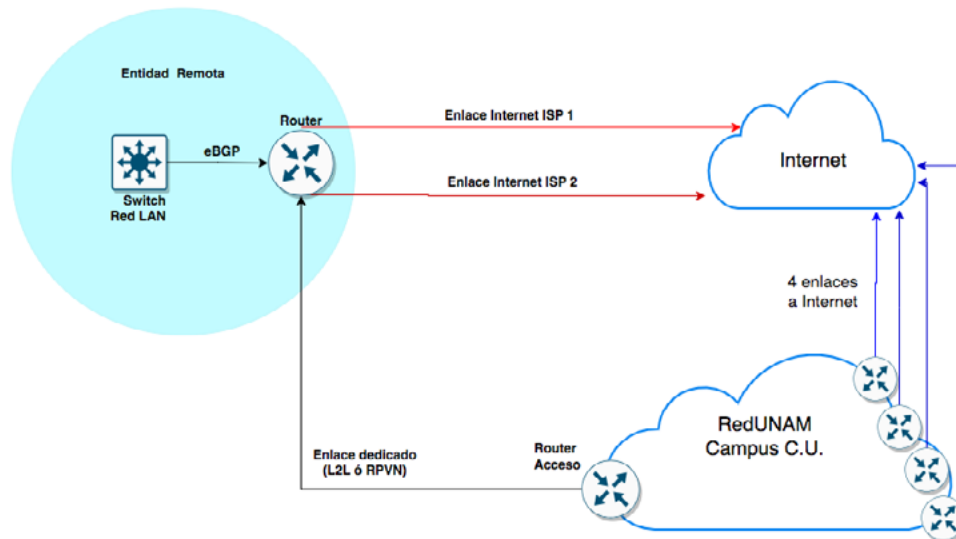 Entidad Remota
Router
Enlace Internet ISP 1
eBGP
Internet
Enlace Internet ISP 2
Switch
Red LAN
4 enlaces
a Internet
RedUNAM
Campus C.U.
Router
Acceso
Enlace dedicado
(L2L ó RPVN)